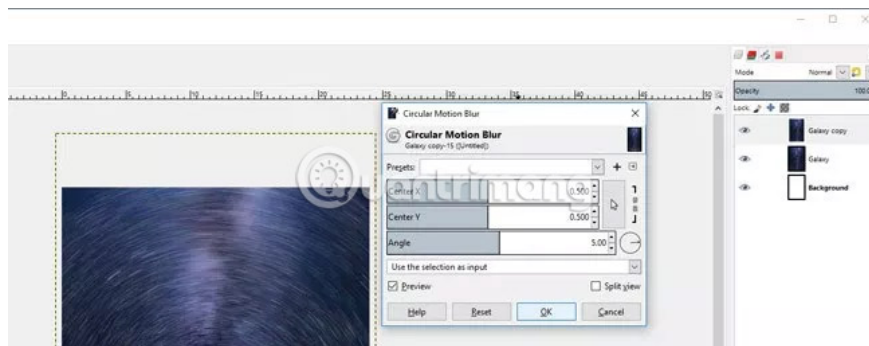 Circular Motion Blur
Circular Motion Blur
Galaxy copy-15 ([Untitled])
Presets:
Center X 0.500
Center Y 0.500
Angle 5.00
Use the selection as input
Preview Split view
Help Reset OK Cancel
Quantrimang
Mode Normal
Opacity 100.0
Lock:
Galaxy copy
Galaxy
Background